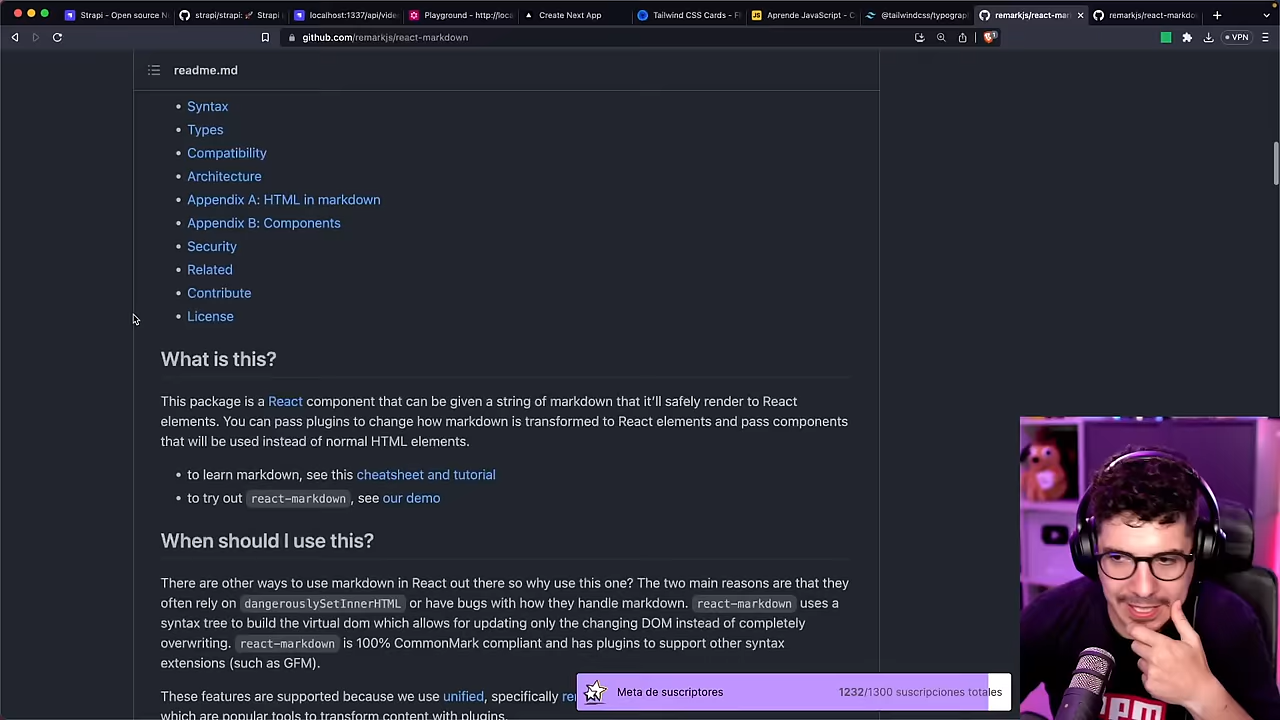 Strapi - Open source N
strapi/strapi: 🚀 Strapi
localhost:1337/api/vide
Playground - http://loca
Create Next App
Tailwind CSS Cards - F
JS Aprende JavaScript - C
@tailwindcss/typograp
remarkjs/react-mar
remarkjs/react-markdo
github.com/remarkjs/react-markdown
VPN
readme.md
• Syntax
• Types
• Compatibility
• Architecture
• Appendix A: HTML in markdown
• Appendix B: Components
• Security
• Related
• Contribute
• License
What is this?
This package is a React component that can be given a string of markdown that it'll safely render to React
elements. You can pass plugins to change how markdown is transformed to React elements and pass components
that will be used instead of normal HTML elements.
• to learn markdown, see this cheatsheet and tutorial
• to try out react-markdown, see our demo
When should I use this?
There are other ways to use markdown in React out there so why use this one? The two main reasons are that they
often rely on dangerouslySetInnerHTML or have bugs with how they handle markdown. react-markdown uses a
syntax tree to build the virtual dom which allows for updating only the changing DOM instead of completely
overwriting. react-markdown is 100% CommonMark compliant and has plugins to support other syntax
extensions (such as GFM).
These features are supported because we use unified, specifically re
which are popular tools to transform content with plugins.
Meta de suscriptores
1232/1300 suscripciones totales